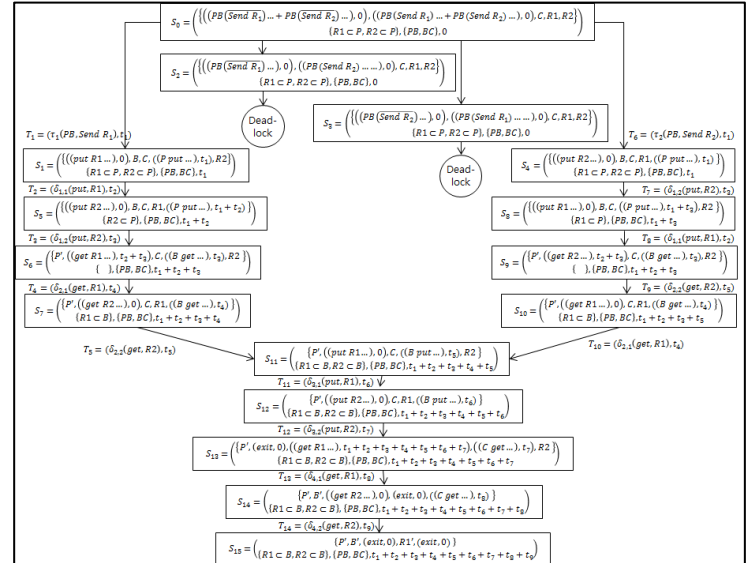 S₀ = ({((PB(\overline{Send R₁}) ... + PB(\overline{Send R₂}) ...), 0), ((PB(Send R₁) ... + PB(Send R₂) ...), 0), C, R1, R2}
{R1 ⊂ P, R2 ⊂ P}, {PB, BC}, 0)
S₂ = ({((PB(\overline{Send R₁}) ...), 0), ((PB(Send R₂) ... ...), 0), C, R1, R2}
{R1 ⊂ P, R2 ⊂ P}, {PB, BC}, 0)
Dead-
lock
S₃ = ({((PB(\overline{Send R₂}) ...), 0), ((PB(Send R₁) ... ...), 0), C, R1, R2}
{R1 ⊂ P, R2 ⊂ P}, {PB, BC}, 0)
Dead-
lock
T₁ = (τ₁(PB, Send R₁), t₁)
T₆ = (τ₂(PB, Send R₂), t₁)
S₁ = ({((put R1 ...), 0), B, C, ((P put ...), t₁), R2}
{R1 ⊂ P, R2 ⊂ P}, {PB, BC}, t₁)
S₄ = ({((put R2 ...), 0), B, C, R1, ((P put ...), t₁) }
{R1 ⊂ P, R2 ⊂ P}, {PB, BC}, t₁)
T₂ = (δ₁,₁(put, R1), t₂)
T₇ = (δ₁,₂(put, R2), t₃)
S₅ = ({((put R2 ...), 0), B, C, R1, ((P put ...), t₁ + t₂) }
{R2 ⊂ P}, {PB, BC}, t₁ + t₂)
S₈ = ({((put R1 ...), 0), B, C, ((P put ...), t₁ + t₃), R2 }
{R1 ⊂ P}, {PB, BC}, t₁ + t₃)
T₃ = (δ₁,₂(put, R2), t₃)
T₈ = (δ₁,₁(put, R1), t₂)
S₆ = ({P', ((get R1 ...), t₂ + t₃), C, ((B get ...), t₃), R2 }
{ }, {PB, BC}, t₁ + t₂ + t₃)
S₉ = ({P', ((get R2 ...), t₂ + t₃), C, ((B get ...), t₃), R2}
{ }, {PB, BC}, t₁ + t₂ + t₃)
T₄ = (δ₂,₁(get, R1), t₄)
T₉ = (δ₂,₂(get, R2), t₅)
S₇ = ({P', ((get R2 ...), 0), C, R1, ((B get ...), t₄) }
{R1 ⊂ B}, {PB, BC}, t₁ + t₂ + t₃ + t₄)
S₁₀ = ({P', ((get R1 ...), 0), C, R1, ((B get ...), t₄) }
{R1 ⊂ B}, {PB, BC}, t₁ + t₂ + t₃ + t₅)
T₅ = (δ₂,₂(get, R2), t₅)
T₁₀ = (δ₂,₁(get, R1), t₄)
S₁₁ = ({P', ((put R1 ...), 0), C, ((B put ...), t₅), R2 }
{R1 ⊂ B, R2 ⊂ B}, {PB, BC}, t₁ + t₂ + t₃ + t₄ + t₅)
T₁₁ = (δ₃,₁(put, R1), t₆)
S₁₂ = ({P', ((put R2 ...), 0), C, R1, ((B put ...), t₆) }
{R1 ⊂ B, R2 ⊂ B}, {PB, BC}, t₁ + t₂ + t₃ + t₄ + t₅ + t₆)
T₁₂ = (δ₃,₂(put, R2), t₇)
S₁₃ = ({P', (exit, 0), ((get R1 ...), t₁ + t₂ + t₃ + t₄ + t₅ + t₆ + t₇), ((C get ...), t₇), R2 }
{R1 ⊂ B, R2 ⊂ B}, {PB, BC}, t₁ + t₂ + t₃ + t₄ + t₅ + t₆ + t₇)
T₁₃ = (δ₄,₁(get, R1), t₈)
S₁₄ = ({P', B', ((get R2 ...), 0), (exit, 0), ((C get ...), t₈) }
{R1 ⊂ B, R2 ⊂ B}, {PB, BC}, t₁ + t₂ + t₃ + t₄ + t₅ + t₆ + t₇ + t₈)
T₁₄ = (δ₄,₂(get, R2), t₉)
S₁₅ = ({P', B', (exit, 0), R1', (exit, 0) }
{R1 ⊂ B, R2 ⊂ B}, {PB, BC}, t₁ + t₂ + t₃ + t₄ + t₅ + t₆ + t₇ + t₈ + t₉)